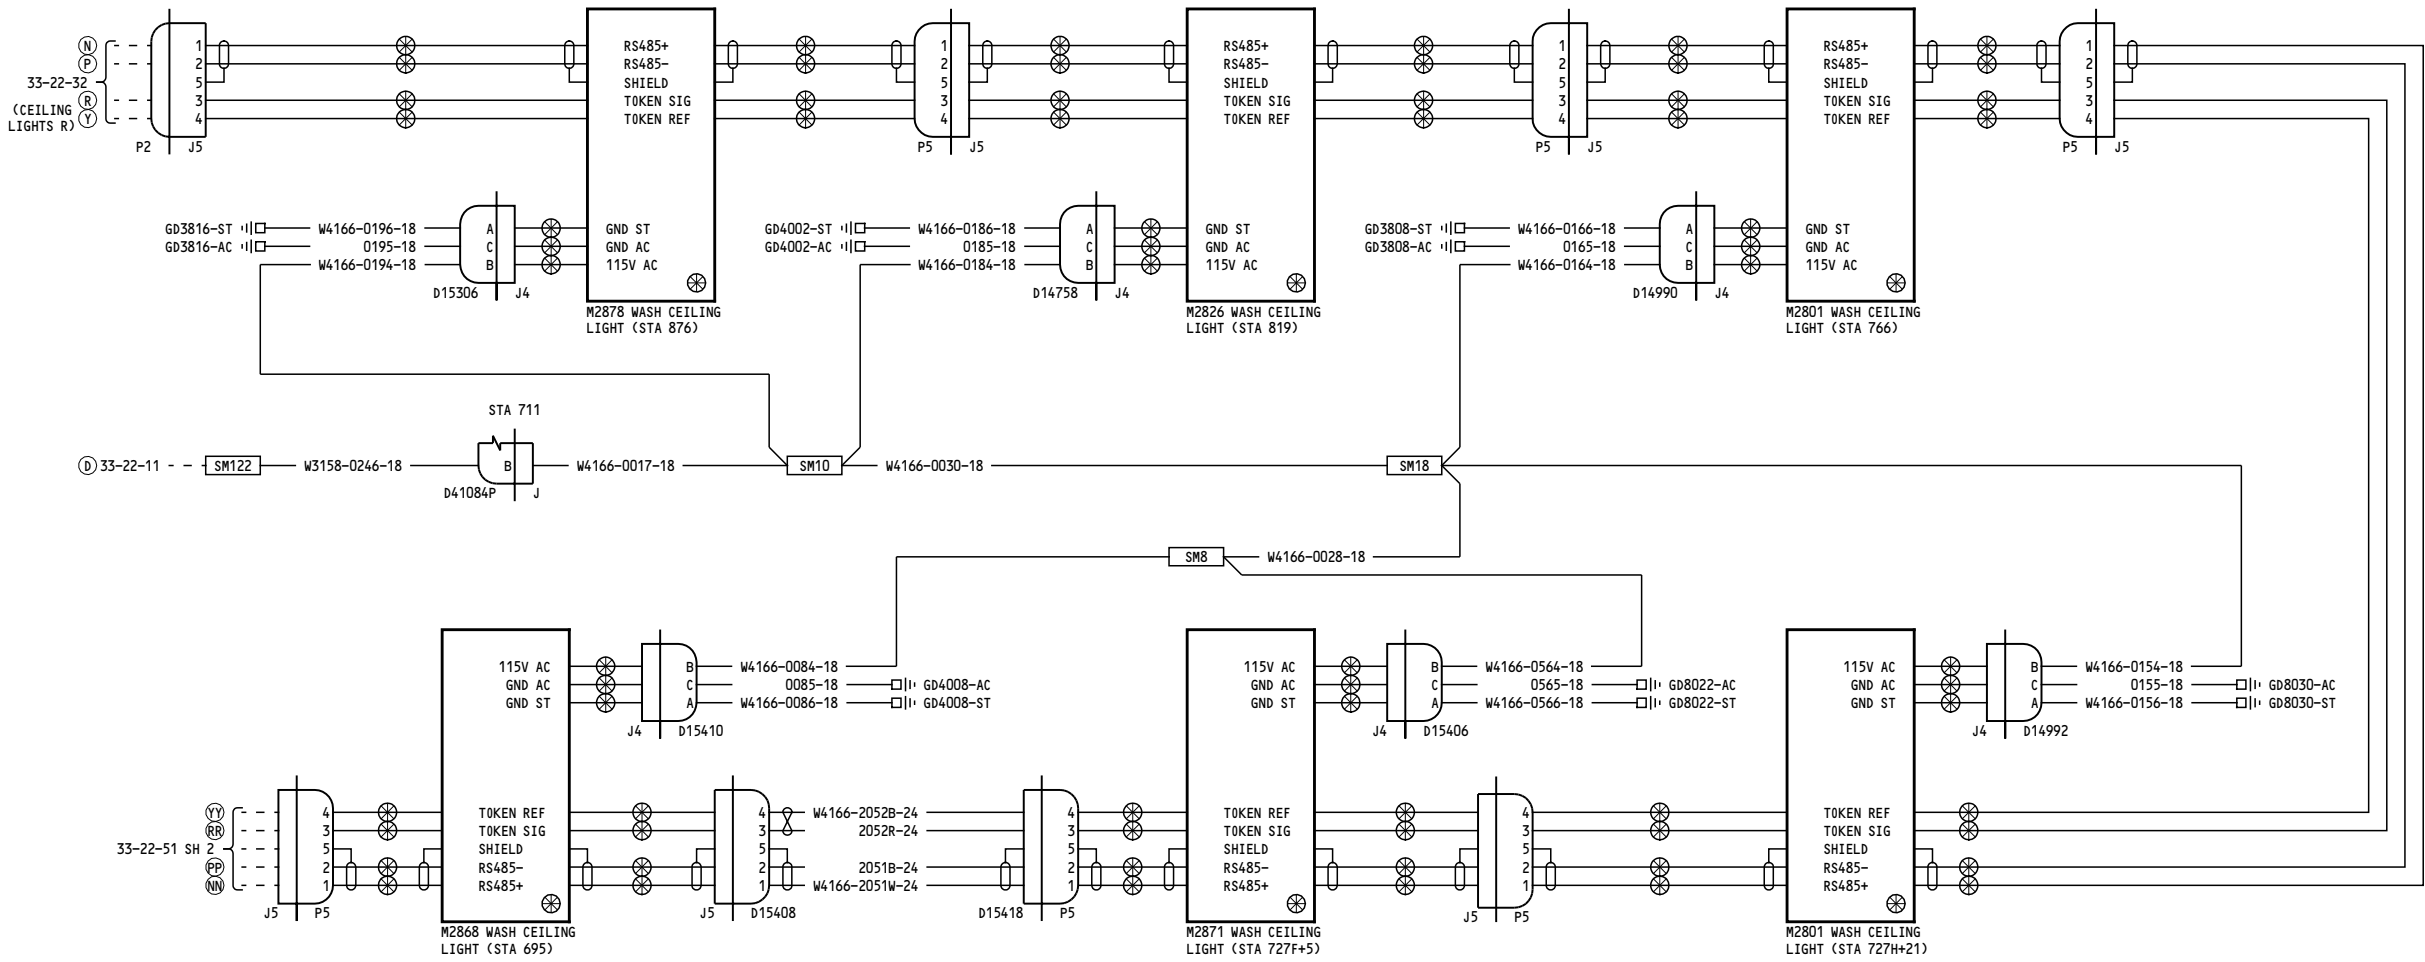 N
P
33-22-32
(CEILING
LIGHTS R)
R
Y
1
2
5
3
4
P2 J5
RS485+
RS485-
SHIELD
TOKEN SIG
TOKEN REF
1
2
5
3
4
P5 J5
RS485+
RS485-
SHIELD
TOKEN SIG
TOKEN REF
1
2
5
3
4
P5 J5
RS485+
RS485-
SHIELD
TOKEN SIG
TOKEN REF
1
2
5
3
4
P5 J5
GD3816-ST W4166-0196-18 A GND ST
GD3816-AC 0195-18 C GND AC
W4166-0194-18 B 115V AC
D15306 J4
M2878 WASH CEILING
LIGHT (STA 876)
GD4002-ST W4166-0186-18 A GND ST
GD4002-AC 0185-18 C GND AC
W4166-0184-18 B 115V AC
D14758 J4
M2826 WASH CEILING
LIGHT (STA 819)
GD3808-ST W4166-0166-18 A GND ST
GD3808-AC 0165-18 C GND AC
W4166-0164-18 B 115V AC
D14990 J4
M2801 WASH CEILING
LIGHT (STA 766)
STA 711
D 33-22-11 SM122 W3158-0246-18 B W4166-0017-18 SM10 W4166-0030-18 SM18
D41084P J
SM8 W4166-0028-18
115V AC B W4166-0084-18
GND AC C 0085-18 GD4008-AC
GND ST A W4166-0086-18 GD4008-ST
J4 D15410
115V AC B W4166-0564-18
GND AC C 0565-18 GD8022-AC
GND ST A W4166-0566-18 GD8022-ST
J4 D15406
115V AC B W4166-0154-18
GND AC C 0155-18 GD8030-AC
GND ST A W4166-0156-18 GD8030-ST
J4 D14992
YY
RR
33-22-51 SH 2
PP
NN
4
3
5
2
1
J5 P5
TOKEN REF
TOKEN SIG
SHIELD
RS485-
RS485+
M2868 WASH CEILING
LIGHT (STA 695)
4
3
5
2
1
J5 D15408
W4166-2052B-24
2052R-24
2051B-24
W4166-2051W-24
4
3
5
2
1
D15418 P5
TOKEN REF
TOKEN SIG
SHIELD
RS485-
RS485+
M2871 WASH CEILING
LIGHT (STA 727F+5)
4
3
5
2
1
J5 P5
TOKEN REF
TOKEN SIG
SHIELD
RS485-
RS485+
M2801 WASH CEILING
LIGHT (STA 727H+21)